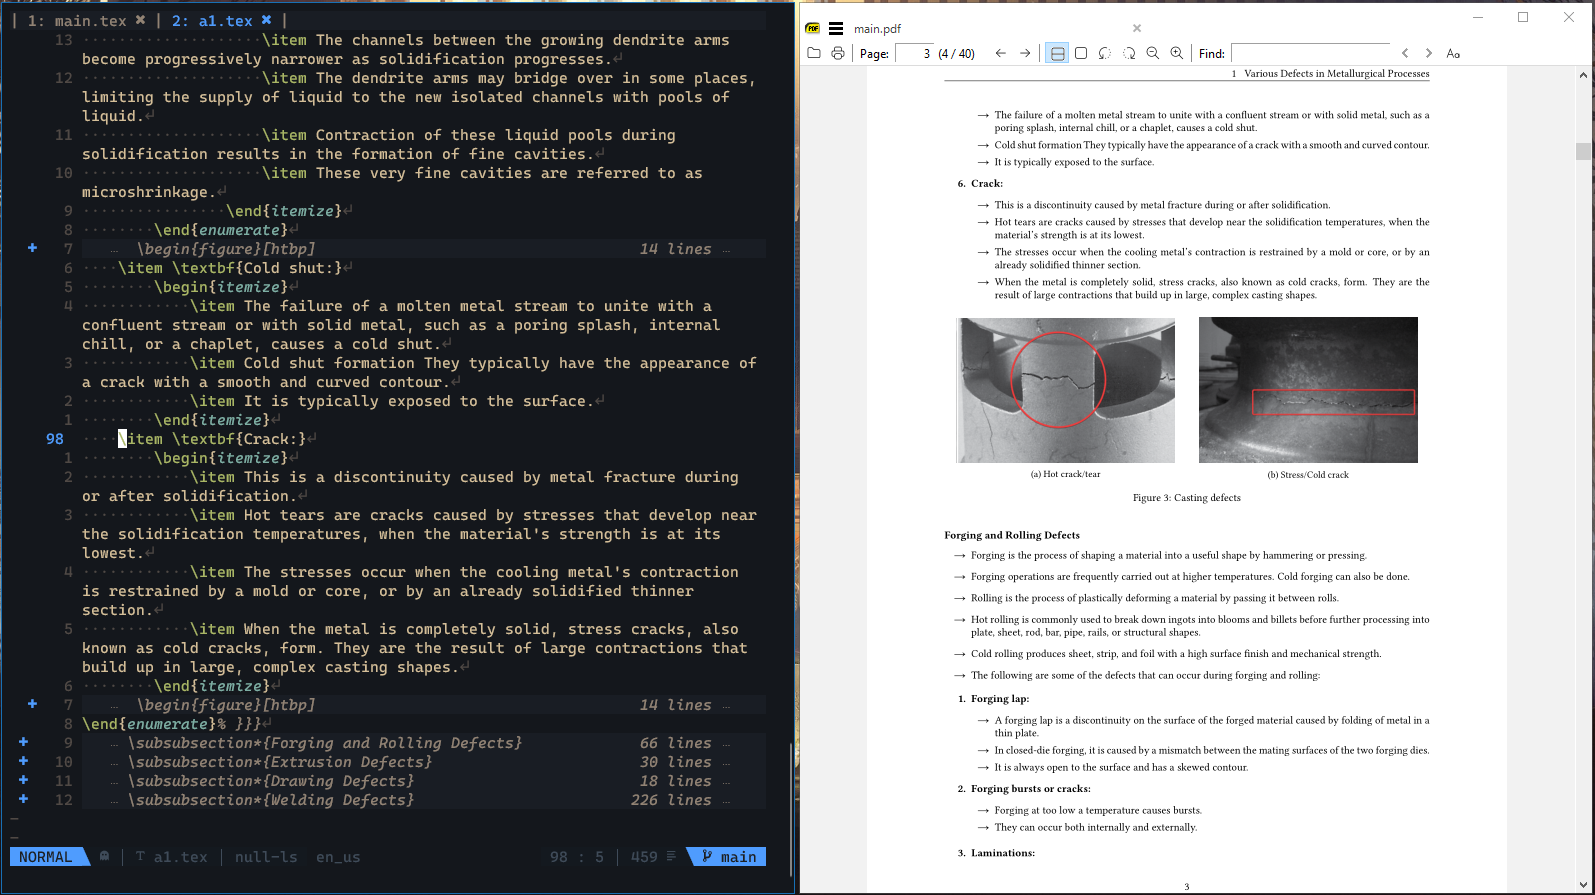 | 1: main.tex ✖ | 2: a1.tex ✖ |
13 \item The channels between the growing dendrite arms
become progressively narrower as solidification progresses.
12 \item The dendrite arms may bridge over in some places,
limiting the supply of liquid to the new isolated channels with pools of
liquid.
11 \item Contraction of these liquid pools during
solidification results in the formation of fine cavities.
10 \item These very fine cavities are referred to as
microshrinkage.
9 \end{itemize}
8 \end{enumerate}
+ 7 … \begin{figure}[htbp] 14 lines …
6 \item \textbf{Cold shut:}
5 \begin{itemize}
4 \item The failure of a molten metal stream to unite with a
confluent stream or with solid metal, such as a poring splash, internal
chill, or a chaplet, causes a cold shut.
3 \item Cold shut formation They typically have the appearance of
a crack with a smooth and curved contour.
2 \item It is typically exposed to the surface.
1 \end{itemize}
98 \item \textbf{Crack:}
1 \begin{itemize}
2 \item This is a discontinuity caused by metal fracture during
or after solidification.
3 \item Hot tears are cracks caused by stresses that develop near
the solidification temperatures, when the material's strength is at its
lowest.
4 \item The stresses occur when the cooling metal's contraction
is restrained by a mold or core, or by an already solidified thinner
section.
5 \item When the metal is completely solid, stress cracks, also
known as cold cracks, form. They are the result of large contractions that
build up in large, complex casting shapes.
6 \end{itemize}
+ 7 … \begin{figure}[htbp] 14 lines …
8 \end{enumerate}% }}}
+ 9 … \subsubsection*{Forging and Rolling Defects} 66 lines …
+ 10 … \subsubsection*{Extrusion Defects} 30 lines …
+ 11 … \subsubsection*{Drawing Defects} 18 lines …
+ 12 … \subsubsection*{Welding Defects} 226 lines …
NORMAL | T a1.tex | null-ls en_us 98 : 5 | 459 main
PDF main.pdf
Page: 3 (4 / 40) Find: Aa
1 Various Defects in Metallurgical Processes
→ The failure of a molten metal stream to unite with a confluent stream or with solid metal, such as a
poring splash, internal chill, or a chaplet, causes a cold shut.
→ Cold shut formation They typically have the appearance of a crack with a smooth and curved contour.
→ It is typically exposed to the surface.
6. Crack:
→ This is a discontinuity caused by metal fracture during or after solidification.
→ Hot tears are cracks caused by stresses that develop near the solidification temperatures, when the
material's strength is at its lowest.
→ The stresses occur when the cooling metal's contraction is restrained by a mold or core, or by an
already solidified thinner section.
→ When the metal is completely solid, stress cracks, also known as cold cracks, form. They are the
result of large contractions that build up in large, complex casting shapes.
(a) Hot crack/tear
(b) Stress/Cold crack
Figure 3: Casting defects
Forging and Rolling Defects
→ Forging is the process of shaping a material into a useful shape by hammering or pressing.
→ Forging operations are frequently carried out at higher temperatures. Cold forging can also be done.
→ Rolling is the process of plastically deforming a material by passing it between rolls.
→ Hot rolling is commonly used to break down ingots into blooms and billets before further processing into
plate, sheet, rod, bar, pipe, rails, or structural shapes.
→ Cold rolling produces sheet, strip, and foil with a high surface finish and mechanical strength.
→ The following are some of the defects that can occur during forging and rolling:
1. Forging lap:
→ A forging lap is a discontinuity on the surface of the forged material caused by folding of metal in a
thin plate.
→ In closed-die forging, it is caused by a mismatch between the mating surfaces of the two forging dies.
→ It is always open to the surface and has a skewed contour.
2. Forging bursts or cracks:
→ Forging at too low a temperature causes bursts.
→ They can occur both internally and externally.
3. Laminations:
3